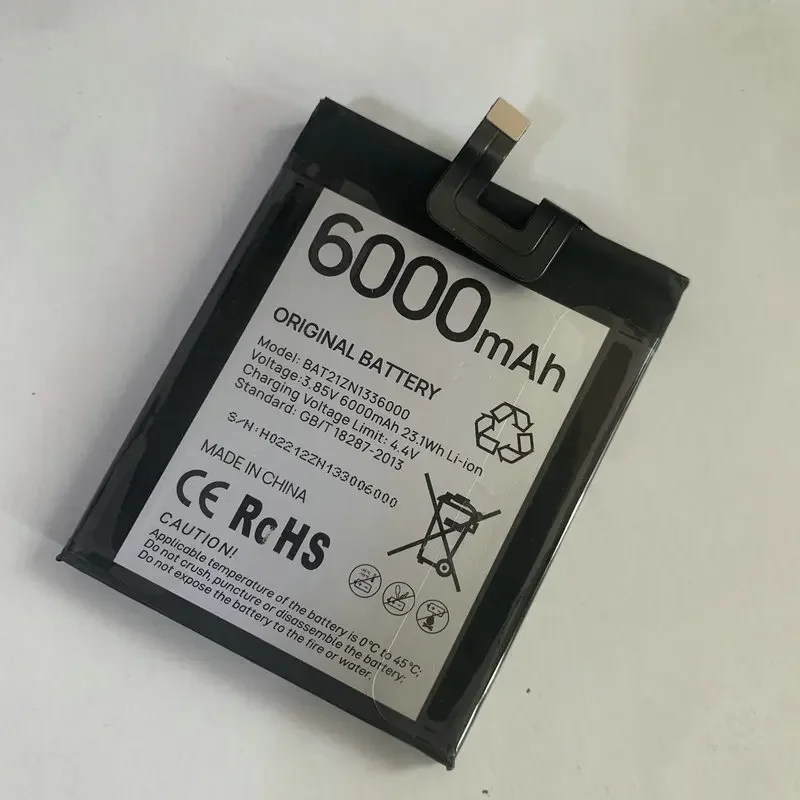 6000mAh
ORIGINAL BATTERY
Model: BAT21ZN1336000
Voltage:3.85V 6000mAh 23.1Wh Li-ion
Charging Voltage Limit: 4.4V
Standard: GB/T 18287-2013
S/N:H02212ZH133006000
MADE IN CHINA
CE RoHS
CAUTION!
Applicable temperature of the battery is 0°C to 45°C;
Do not crush, puncture or disassemble the battery;
Do not expose the battery to the fire or water.